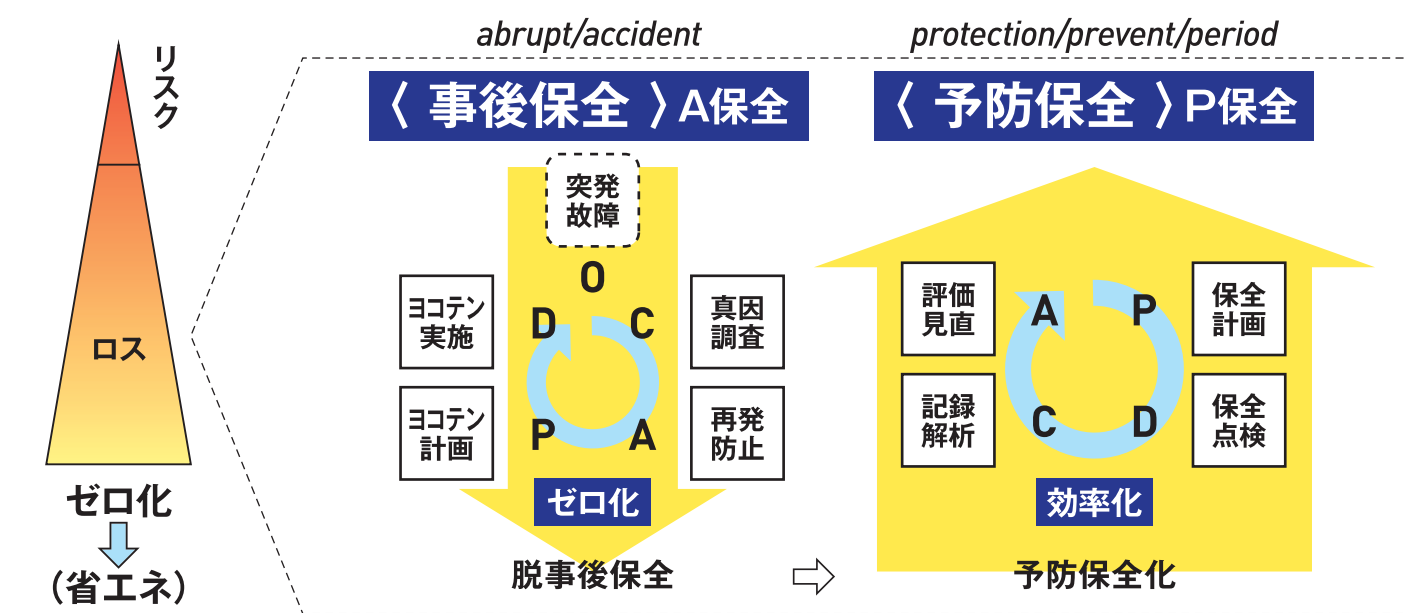 リスク
ロス
ゼロ化
(省エネ)
abrupt/accident
〈 事後保全 〉A保全
突発
故障
O
D
C
P
A
ヨコテン
実施
真因
調査
ヨコテン
計画
再発
防止
ゼロ化
脱事後保全
protection/prevent/period
〈 予防保全 〉P保全
評価
見直
A
P
保全
計画
記録
解析
C
D
保全
点検
効率化
予防保全化